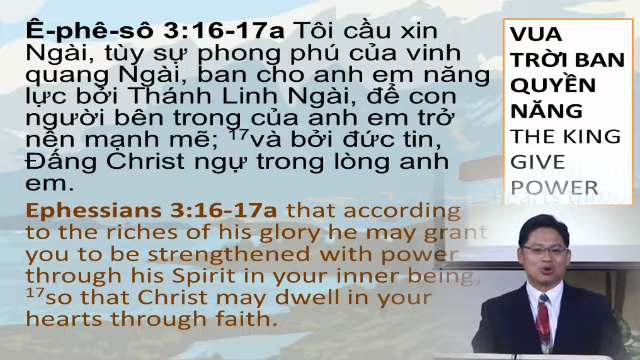 Ê-phê-sô 3:16-17a Tôi cầu xin
Ngài, tùy sự phong phú của vinh
quang Ngài, ban cho anh em năng
lực bởi Thánh Linh Ngài, để con
người bên trong của anh em trở
nên mạnh mẽ; 17và bởi đức tin,
Đấng Christ ngự trong lòng anh
em.
Ephessians 3:16-17a that according
to the riches of his glory he may grant
you to be strengthened with power
through his Spirit in your inner being,
17so that Christ may dwell in your
hearts through faith.
VUA
TRỜI BAN
QUYỀN
NĂNG
THE KING
GIVE
POWER